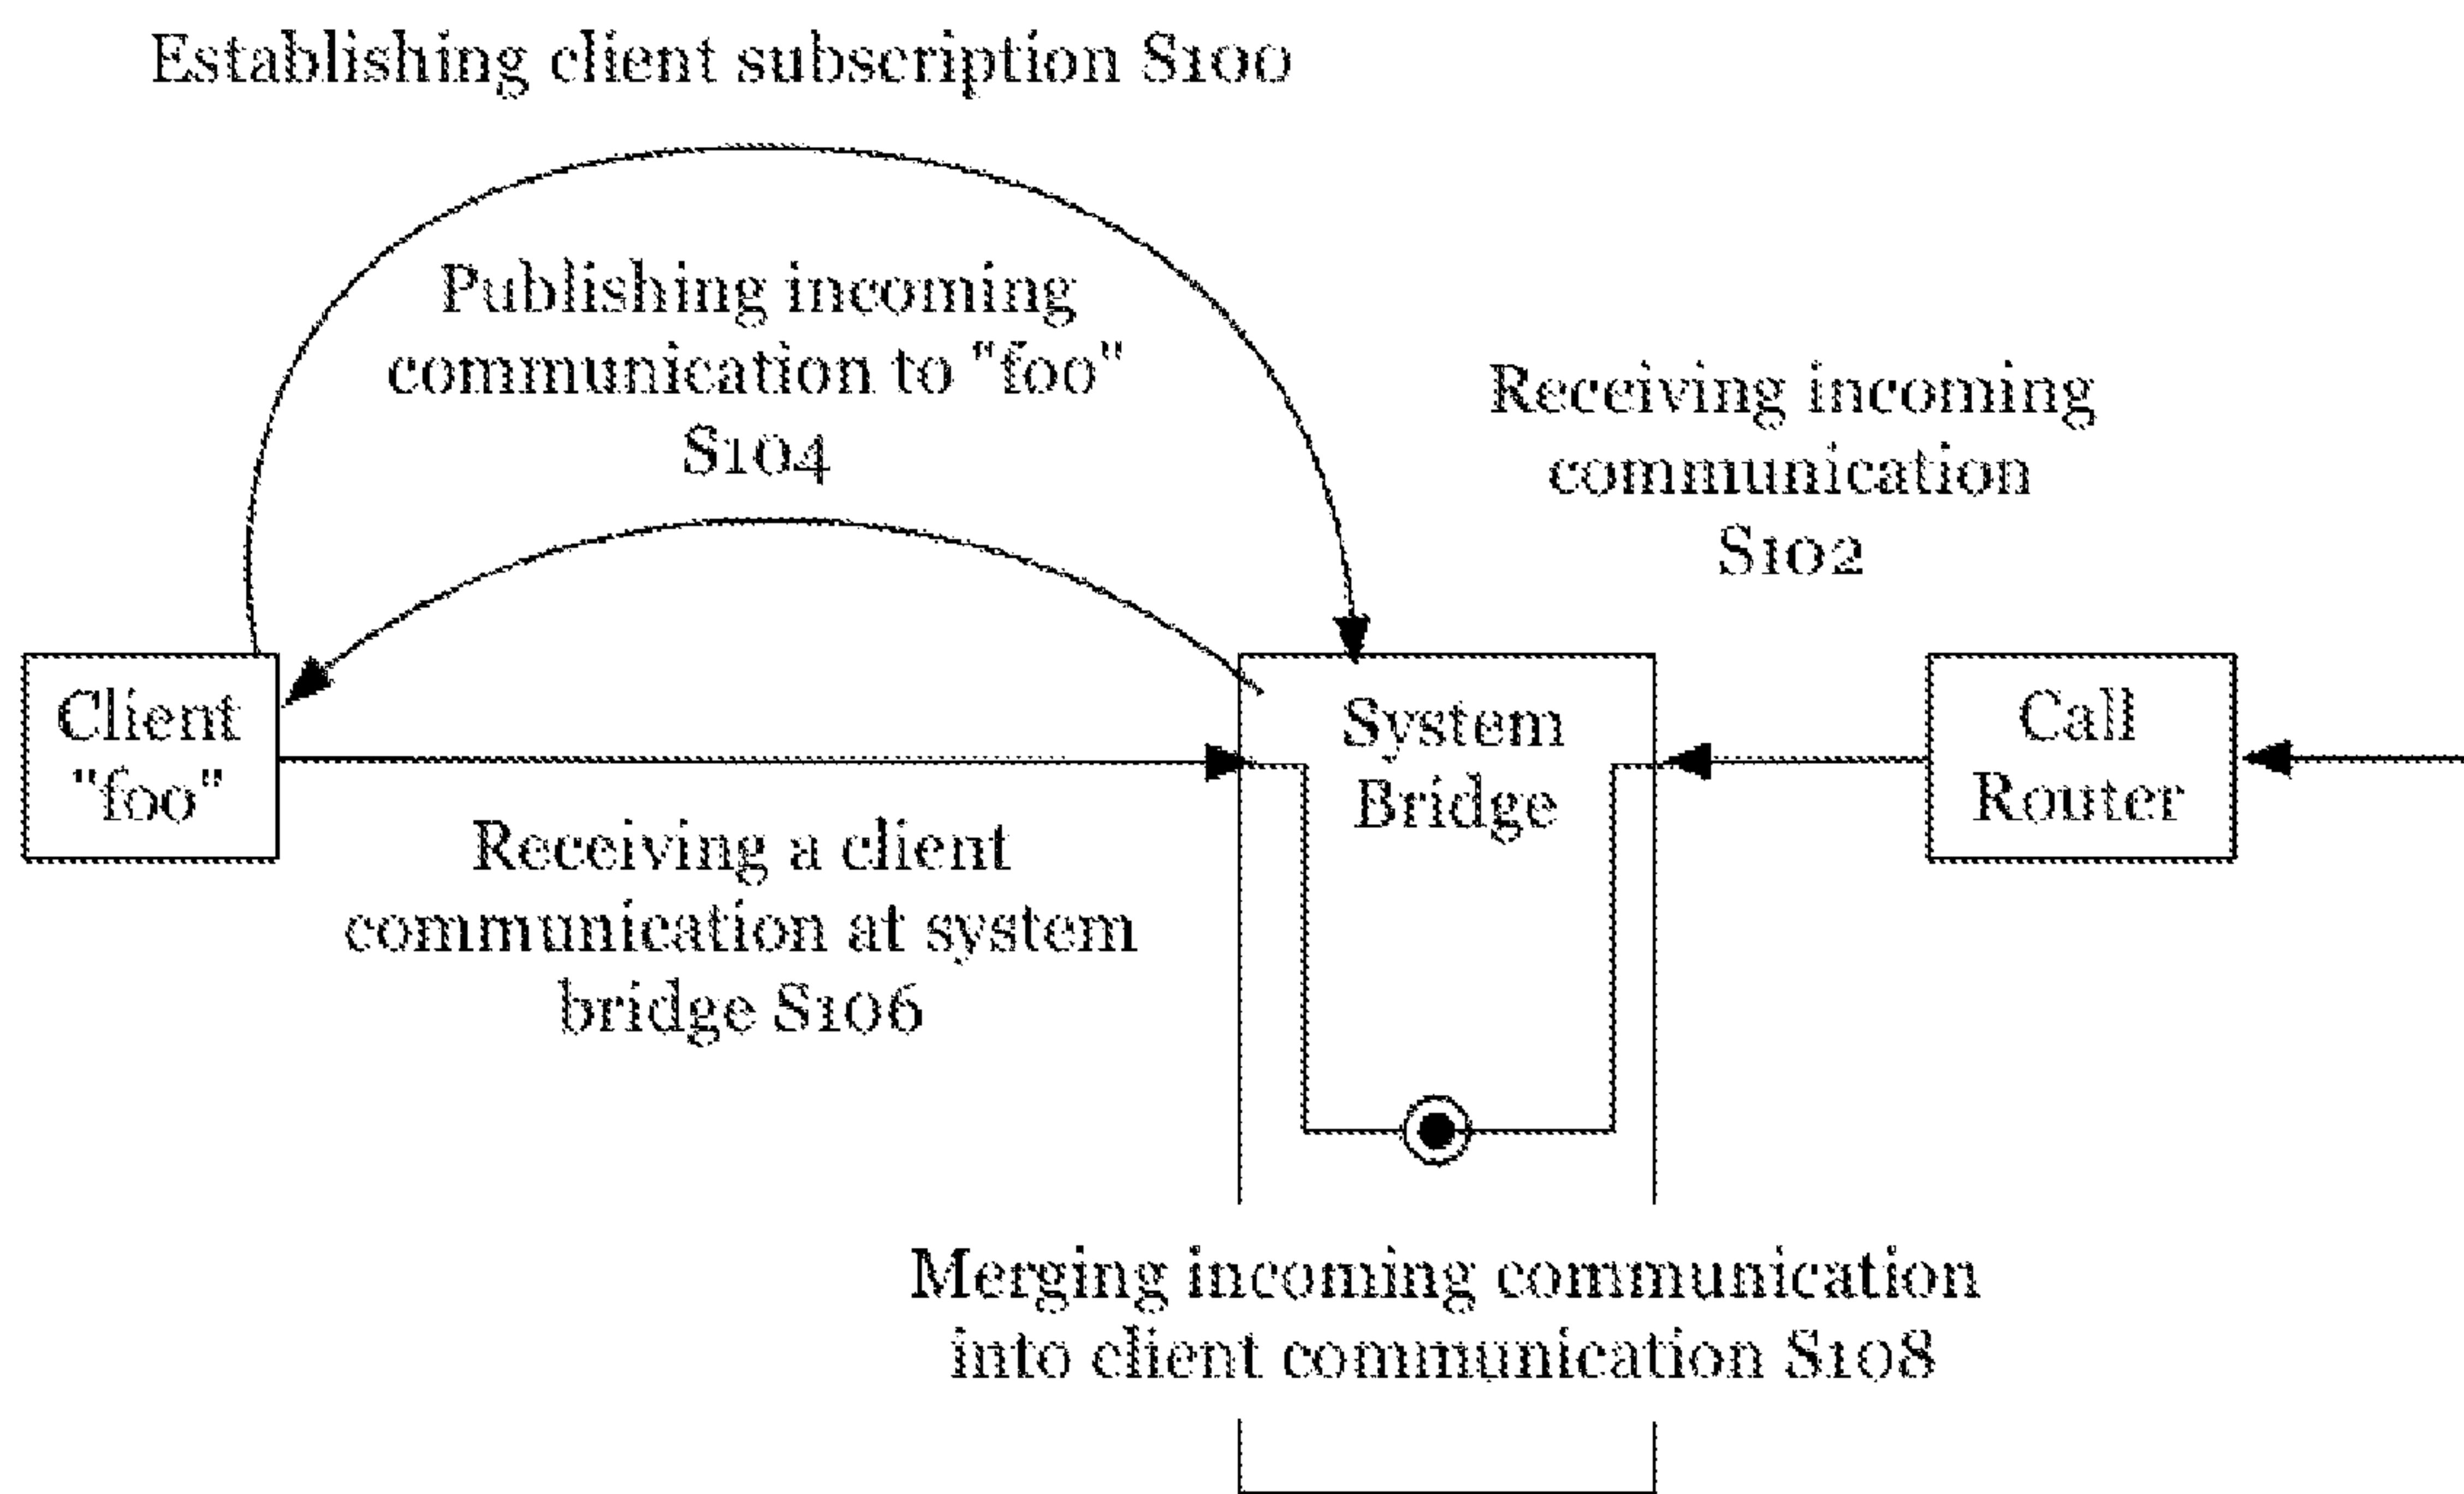 Establishing client subscription S100
Publishing incoming
communication to "foo"
S104
Receiving incoming
communication
S102
Client
"foo"
System
Bridge
Call
Router
Receiving a client
communication at system
bridge S106
Merging incoming communication
into client communication S108